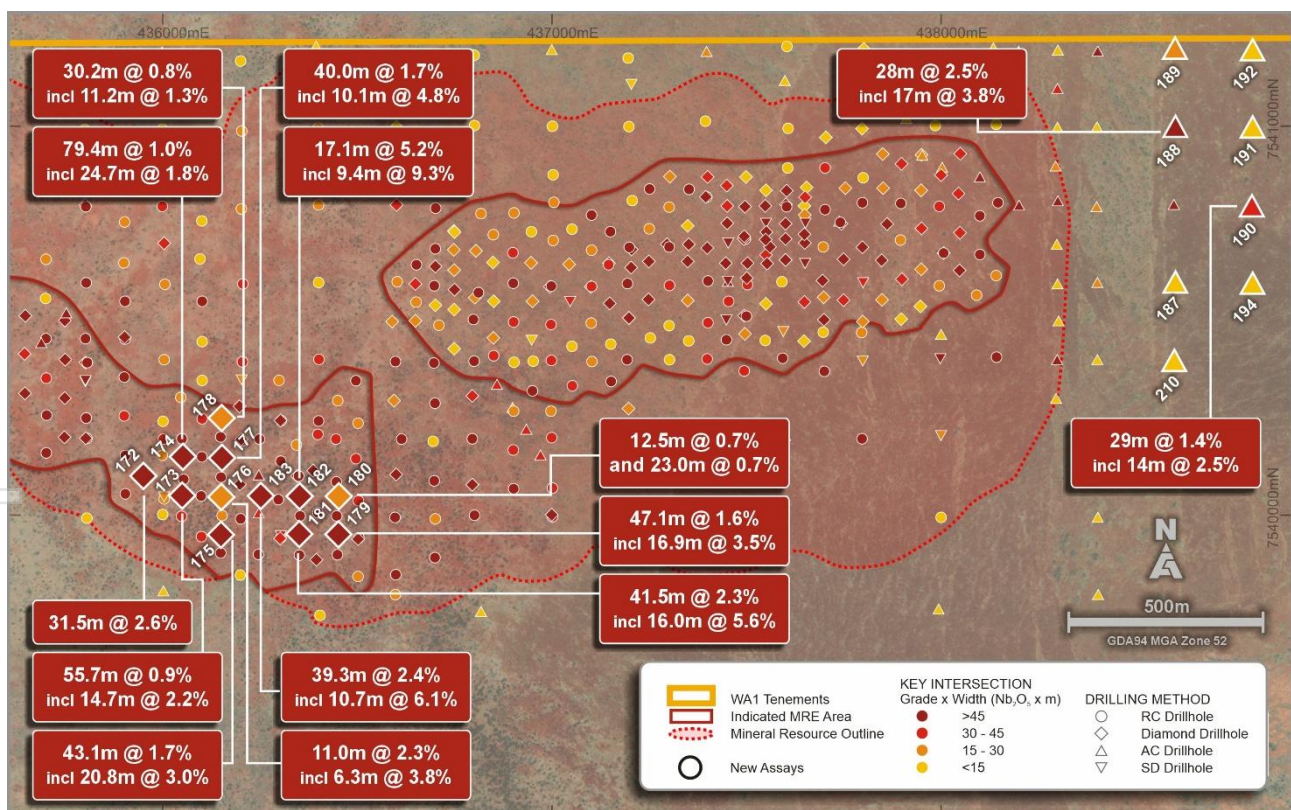 436000mE
437000mE
438000mE
7541000mN
7540000mN
30.2m @ 0.8%
incl 11.2m @ 1.3%
40.0m @ 1.7%
incl 10.1m @ 4.8%
79.4m @ 1.0%
incl 24.7m @ 1.8%
17.1m @ 5.2%
incl 9.4m @ 9.3%
28m @ 2.5%
incl 17m @ 3.8%
189
192
188
191
190
187
194
210
178
177
174
172
173
176
183
182
180
181
179
175
12.5m @ 0.7%
and 23.0m @ 0.7%
29m @ 1.4%
incl 14m @ 2.5%
47.1m @ 1.6%
incl 16.9m @ 3.5%
41.5m @ 2.3%
incl 16.0m @ 5.6%
31.5m @ 2.6%
55.7m @ 0.9%
incl 14.7m @ 2.2%
39.3m @ 2.4%
incl 10.7m @ 6.1%
43.1m @ 1.7%
incl 20.8m @ 3.0%
11.0m @ 2.3%
incl 6.3m @ 3.8%
N
500m
GDA94 MGA Zone 52
WA1 Tenements
Indicated MRE Area
Mineral Resource Outline
New Assays
KEY INTERSECTION
Grade x Width (Nb₂O₅ x m)
>45
30 - 45
15 - 30
<15
DRILLING METHOD
RC Drillhole
Diamond Drillhole
AC Drillhole
SD Drillhole